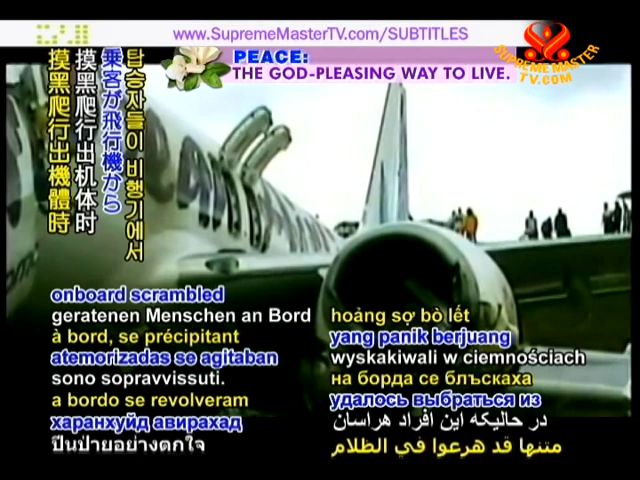 www.SupremeMasterTV.com/SUBTITLES
PEACE:
THE GOD-PLEASING WAY TO LIVE.
SUPREME MASTER
TV.COM
탑승자들이 비행기에서
乗客が飛行機から
摸黑爬行出机体时
摸黑爬行出機體時
onboard scrambled
geratenen Menschen an Bord
à bord, se précipitant
atemorizadas se agitaban
sono sopravvissuti.
a bordo se revolveram
харанхуйд авирахад
ปีนป่ายอย่างตกใจ
hoảng sợ bò lết
yang panik berjuang
wyskakiwali w ciemnościach
на борда се блъскаха
удалось выбраться из
در حالیکه این افراد هراسان
متنها قد هرعوا في الظلام